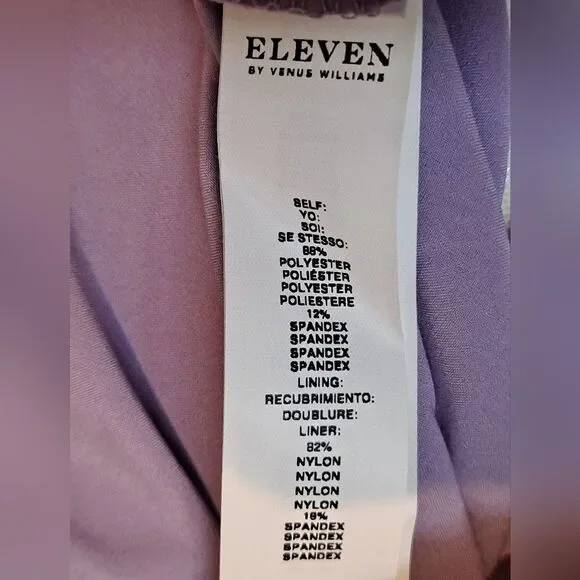 ELEVEN
BY VENUS WILLIAMS
SELF:
YO:
SOI:
SE STESSO:
88%
POLYESTER
POLIÉSTER
POLYESTER
POLIESTERE
12%
SPANDEX
SPANDEX
SPANDEX
SPANDEX
LINING:
RECUBRIMIENTO:
DOUBLURE:
LINER:
82%
NYLON
NYLON
NYLON
NYLON
18%
SPANDEX
SPANDEX
SPANDEX
SPANDEX